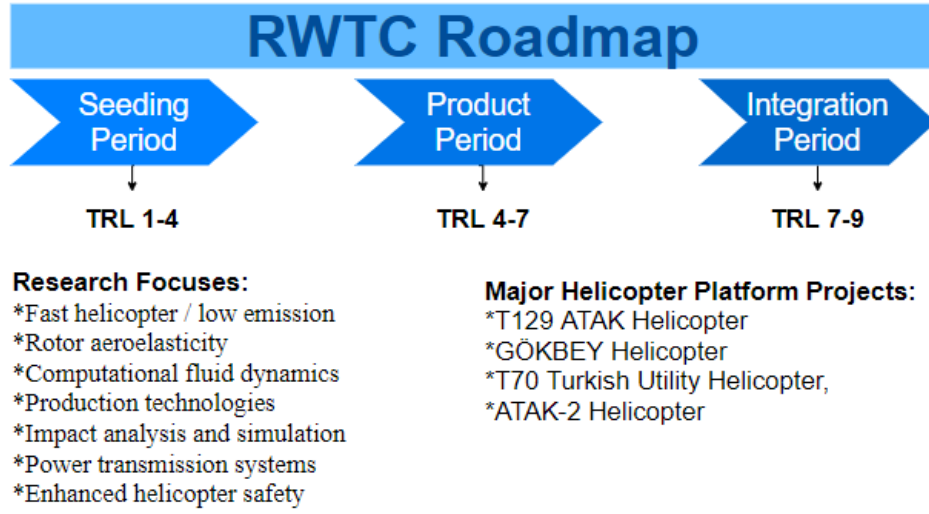 RWTC Roadmap
Seeding
Period
Product
Period
Integration
Period
TRL 1-4
TRL 4-7
TRL 7-9
Research Focuses:
*Fast helicopter / low emission
*Rotor aeroelasticity
*Computational fluid dynamics
*Production technologies
*Impact analysis and simulation
*Power transmission systems
*Enhanced helicopter safety
Major Helicopter Platform Projects:
*T129 ATAK Helicopter
*GÖKBEY Helicopter
*T70 Turkish Utility Helicopter,
*ATAK-2 Helicopter